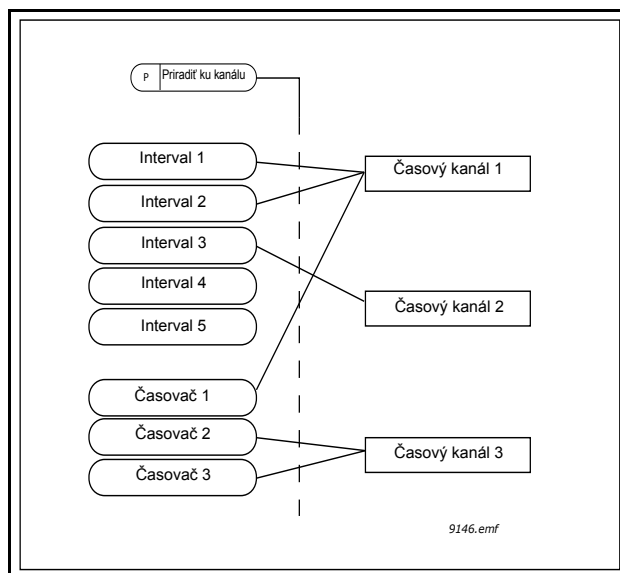 P Priradiť ku kanálu
Interval 1
Interval 2
Interval 3
Interval 4
Interval 5
Časovač 1
Časovač 2
Časovač 3
Časový kanál 1
Časový kanál 2
Časový kanál 3
9146.emf